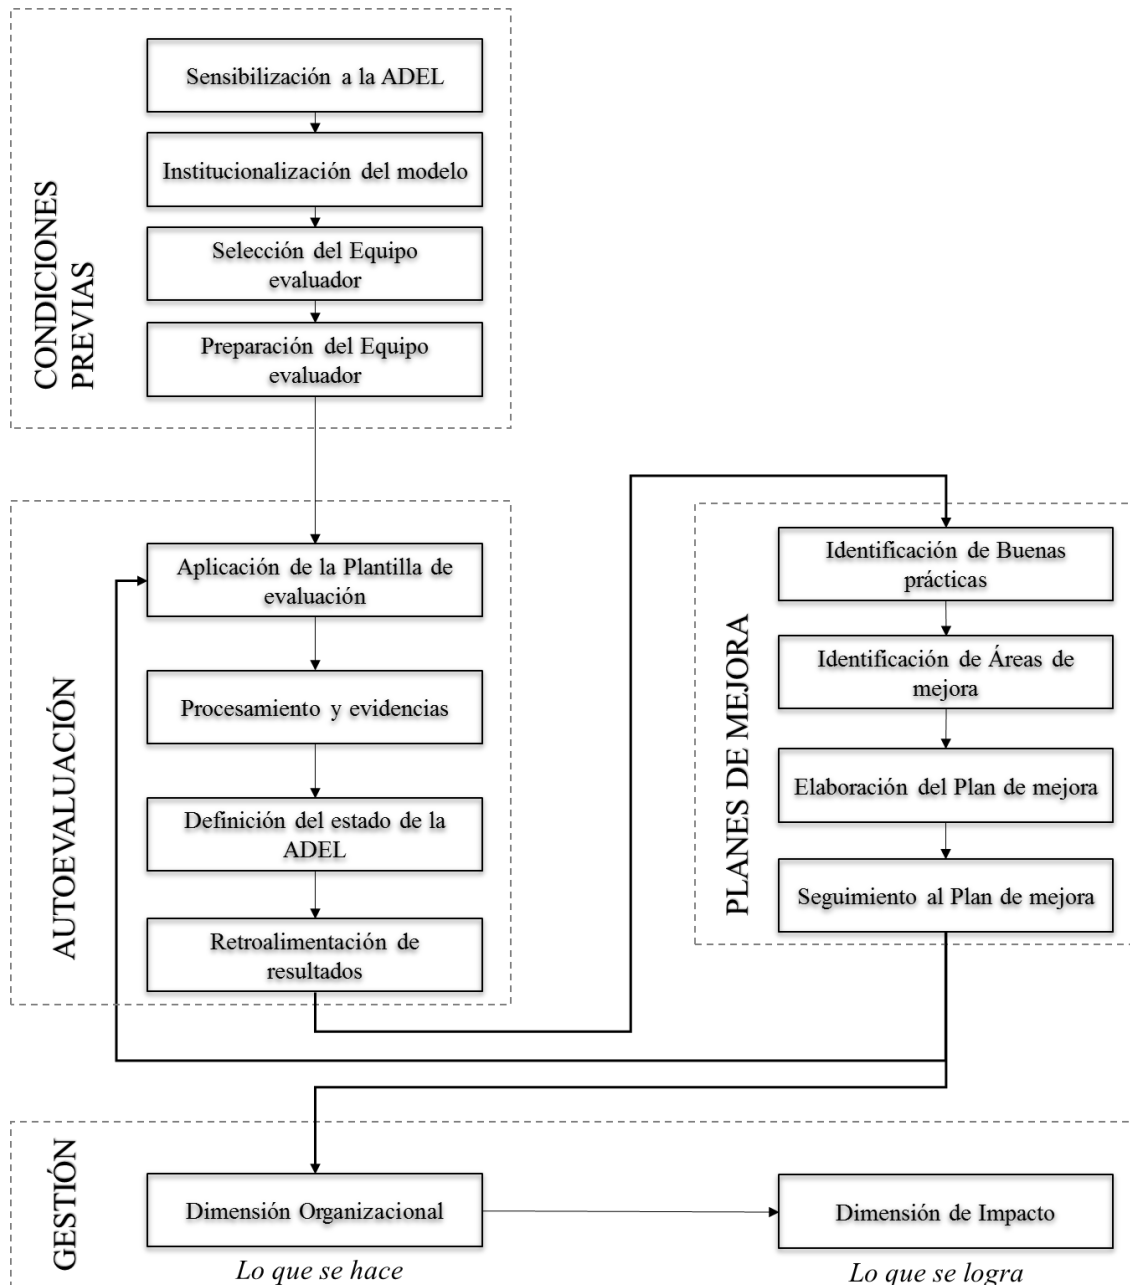 CONDICIONES
PREVIAS
Sensibilización a la ADEL
Institucionalización del modelo
Selección del Equipo
evaluador
Preparación del Equipo
evaluador
AUTOEVALUACIÓN
Aplicación de la Plantilla de
evaluación
Procesamiento y evidencias
Definición del estado de la
ADEL
Retroalimentación de
resultados
PLANES DE MEJORA
Identificación de Buenas
prácticas
Identificación de Áreas de
mejora
Elaboración del Plan de mejora
Seguimiento al Plan de mejora
GESTIÓN
Dimensión Organizacional
Lo que se hace
Dimensión de Impacto
Lo que se logra